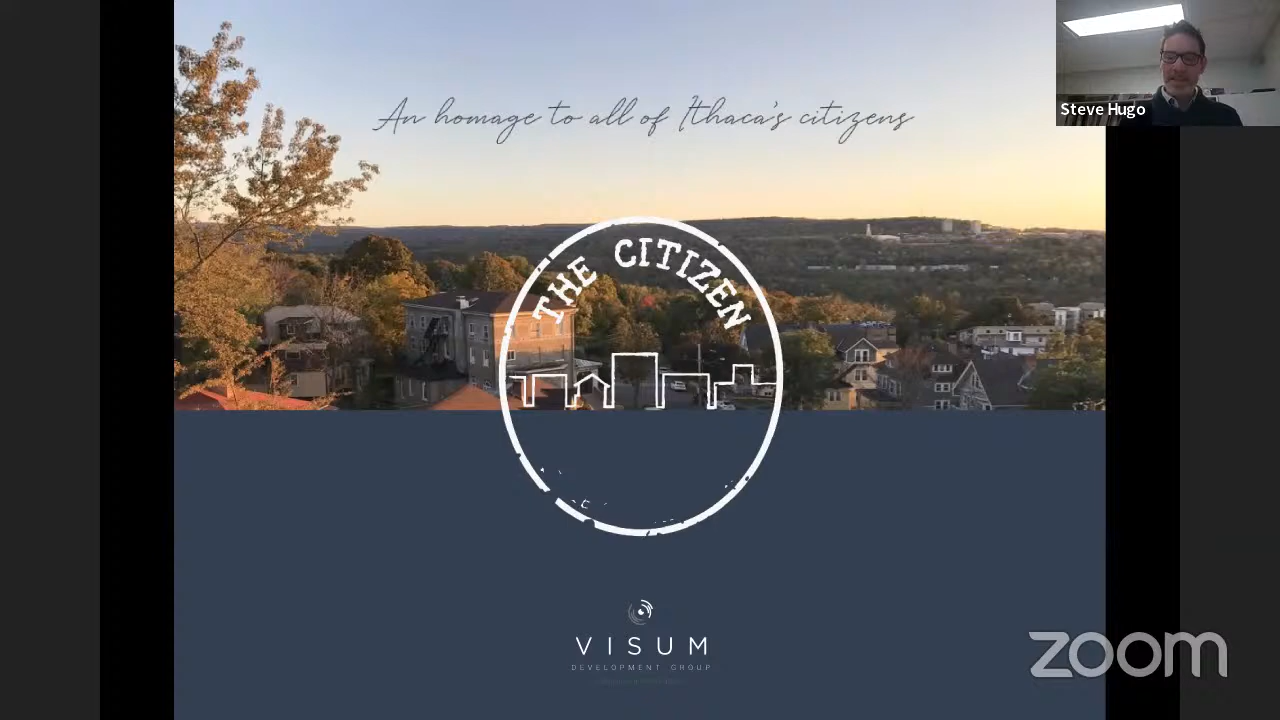 Steve Hugo
An homage to all of Ithaca's citizens
THE CITIZEN
VISUM
DEVELOPMENT GROUP
zoom